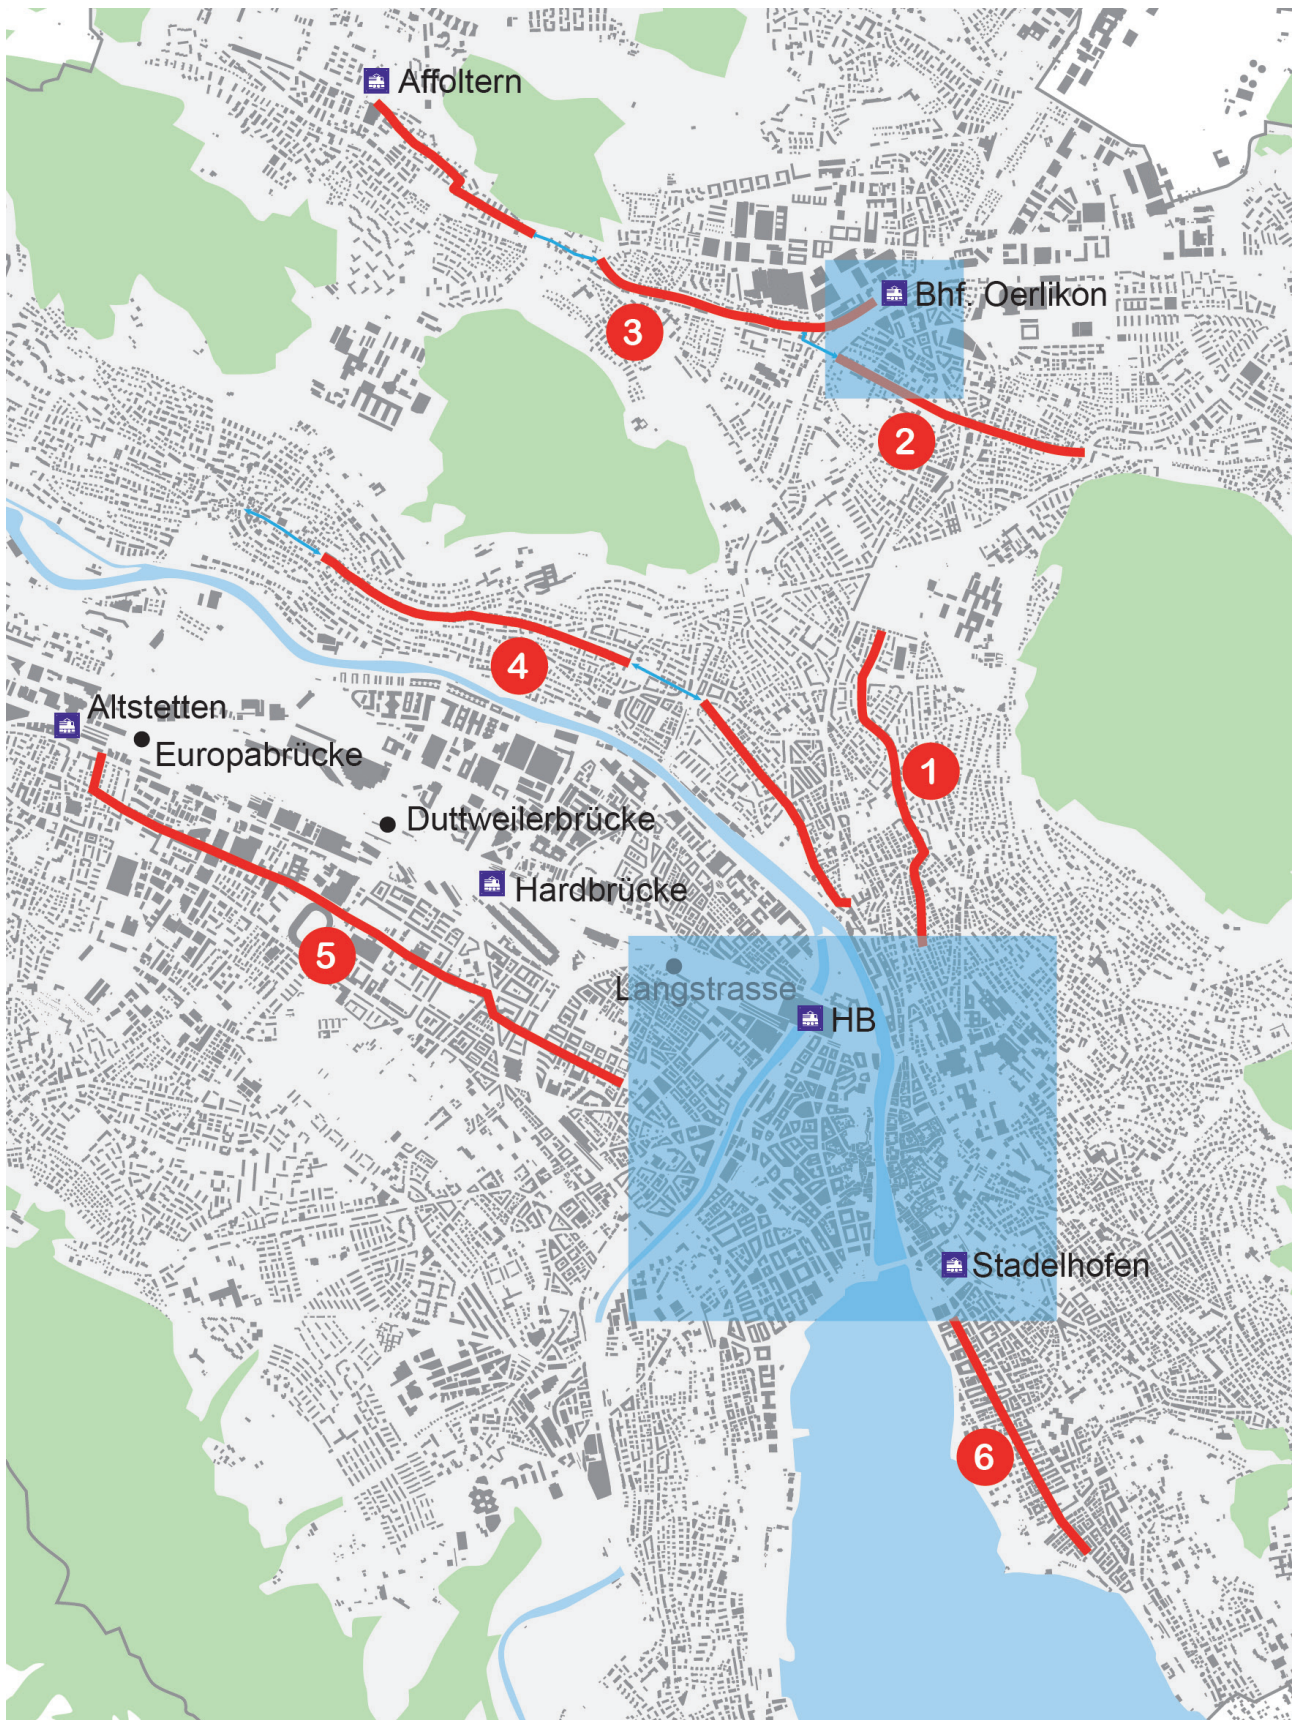 Affoltern
Bhf. Oerlikon
3
2
4
Altstetten
Europabrücke
1
Duttweilerbrücke
Hardbrücke
5
Langstrasse
HB
Stadelhofen
6